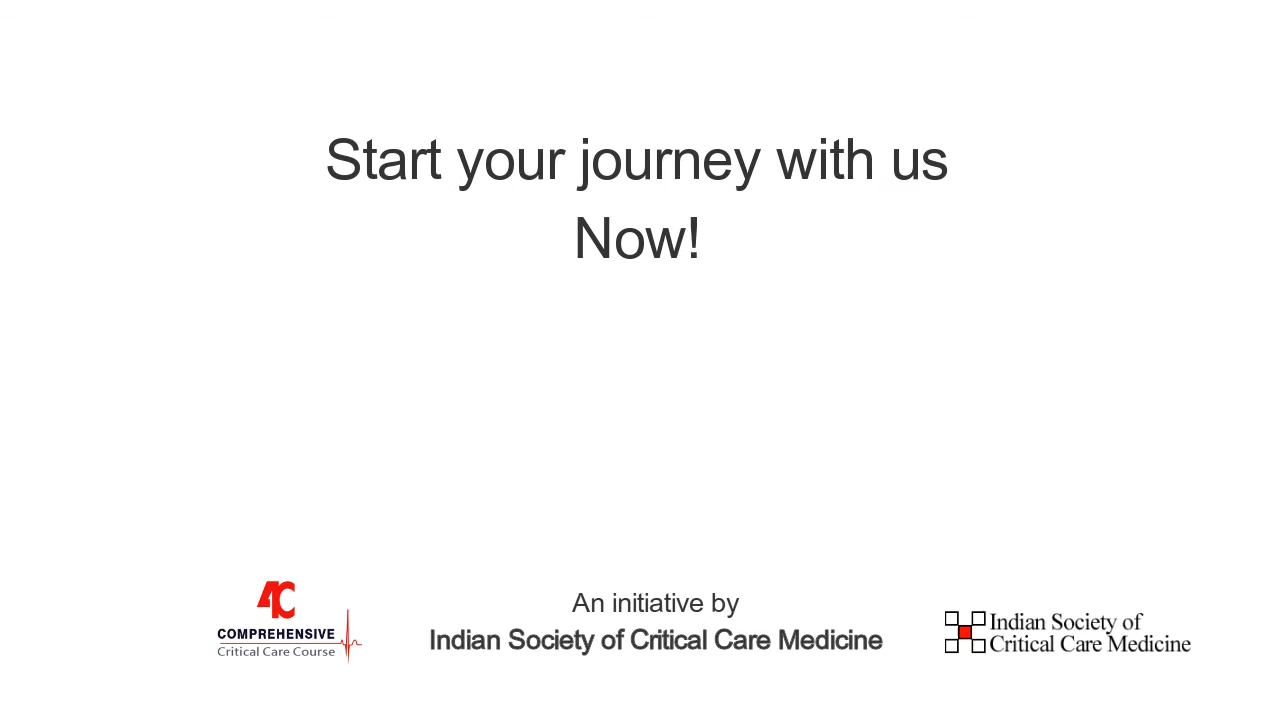 Start your journey with us
Now!
4C
COMPREHENSIVE
Critical Care Course
An initiative by
Indian Society of Critical Care Medicine
Indian Society of
Critical Care Medicine